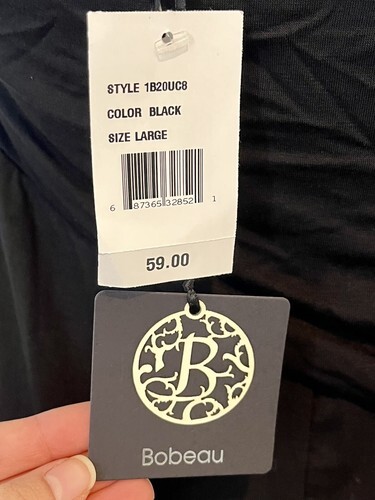 STYLE 1B20UC8
COLOR BLACK
SIZE LARGE
6 87365 32852 1
59.00
B
Bobeau